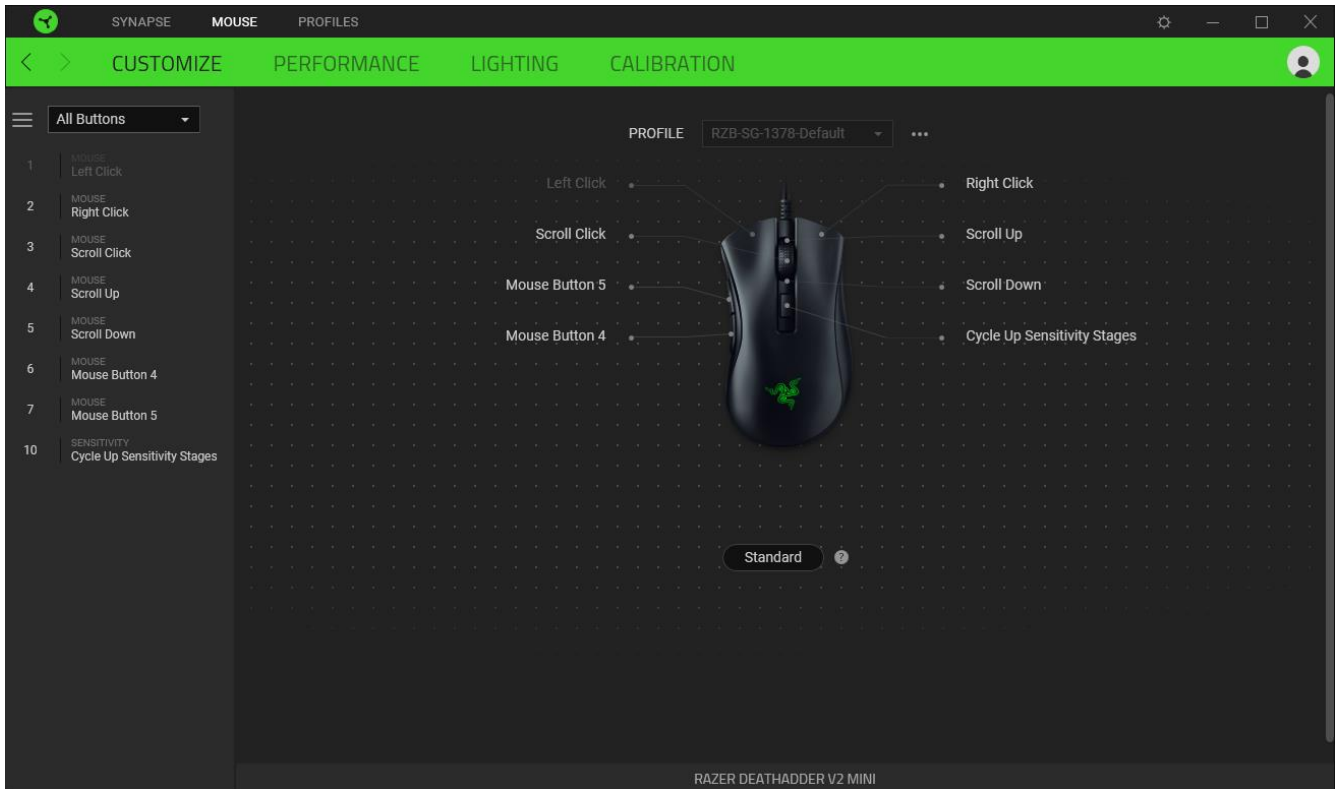 SYNAPSE MOUSE PROFILES
CUSTOMIZE PERFORMANCE LIGHTING CALIBRATION
All Buttons
1 MOUSE
Left Click
2 MOUSE
Right Click
3 MOUSE
Scroll Click
4 MOUSE
Scroll Up
5 MOUSE
Scroll Down
6 MOUSE
Mouse Button 4
7 MOUSE
Mouse Button 5
10 SENSITIVITY
Cycle Up Sensitivity Stages
PROFILE RZB-SG-1378-Default
Left Click Right Click
Scroll Click Scroll Up
Mouse Button 5 Scroll Down
Mouse Button 4 Cycle Up Sensitivity Stages
Standard ?
RAZER DEATHADDER V2 MINI